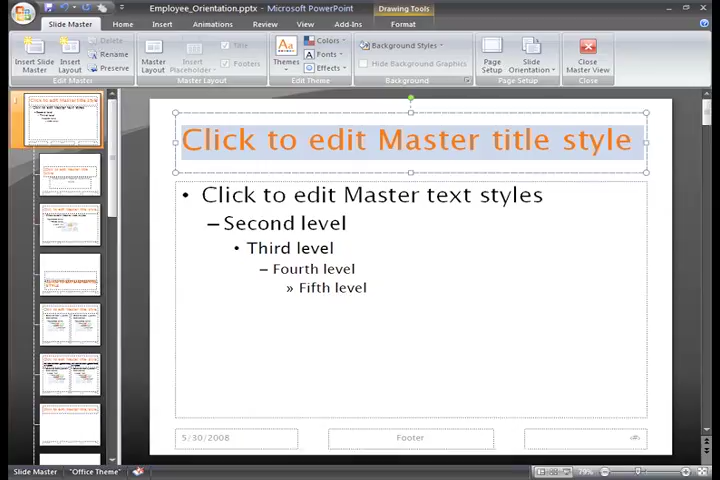 Employee_Orientation.pptx - Microsoft PowerPoint
Drawing Tools
Slide Master
Home
Insert
Animations
Review
View
Add-Ins
Format
Insert Slide Master
Insert Layout
Delete
Rename
Preserve
Edit Master
Master Layout
Insert Placeholder
Title
Footers
Master Layout
Themes
Colors
Fonts
Effects
Edit Theme
Background Styles
Hide Background Graphics
Background
Page Setup
Slide Orientation
Page Setup
Close Master View
Close
Click to edit Master title style
• Click to edit Master text styles
– Second level
• Third level
– Fourth level
» Fifth level
5/30/2008
Footer
‹#›
Slide Master
"Office Theme"
79%